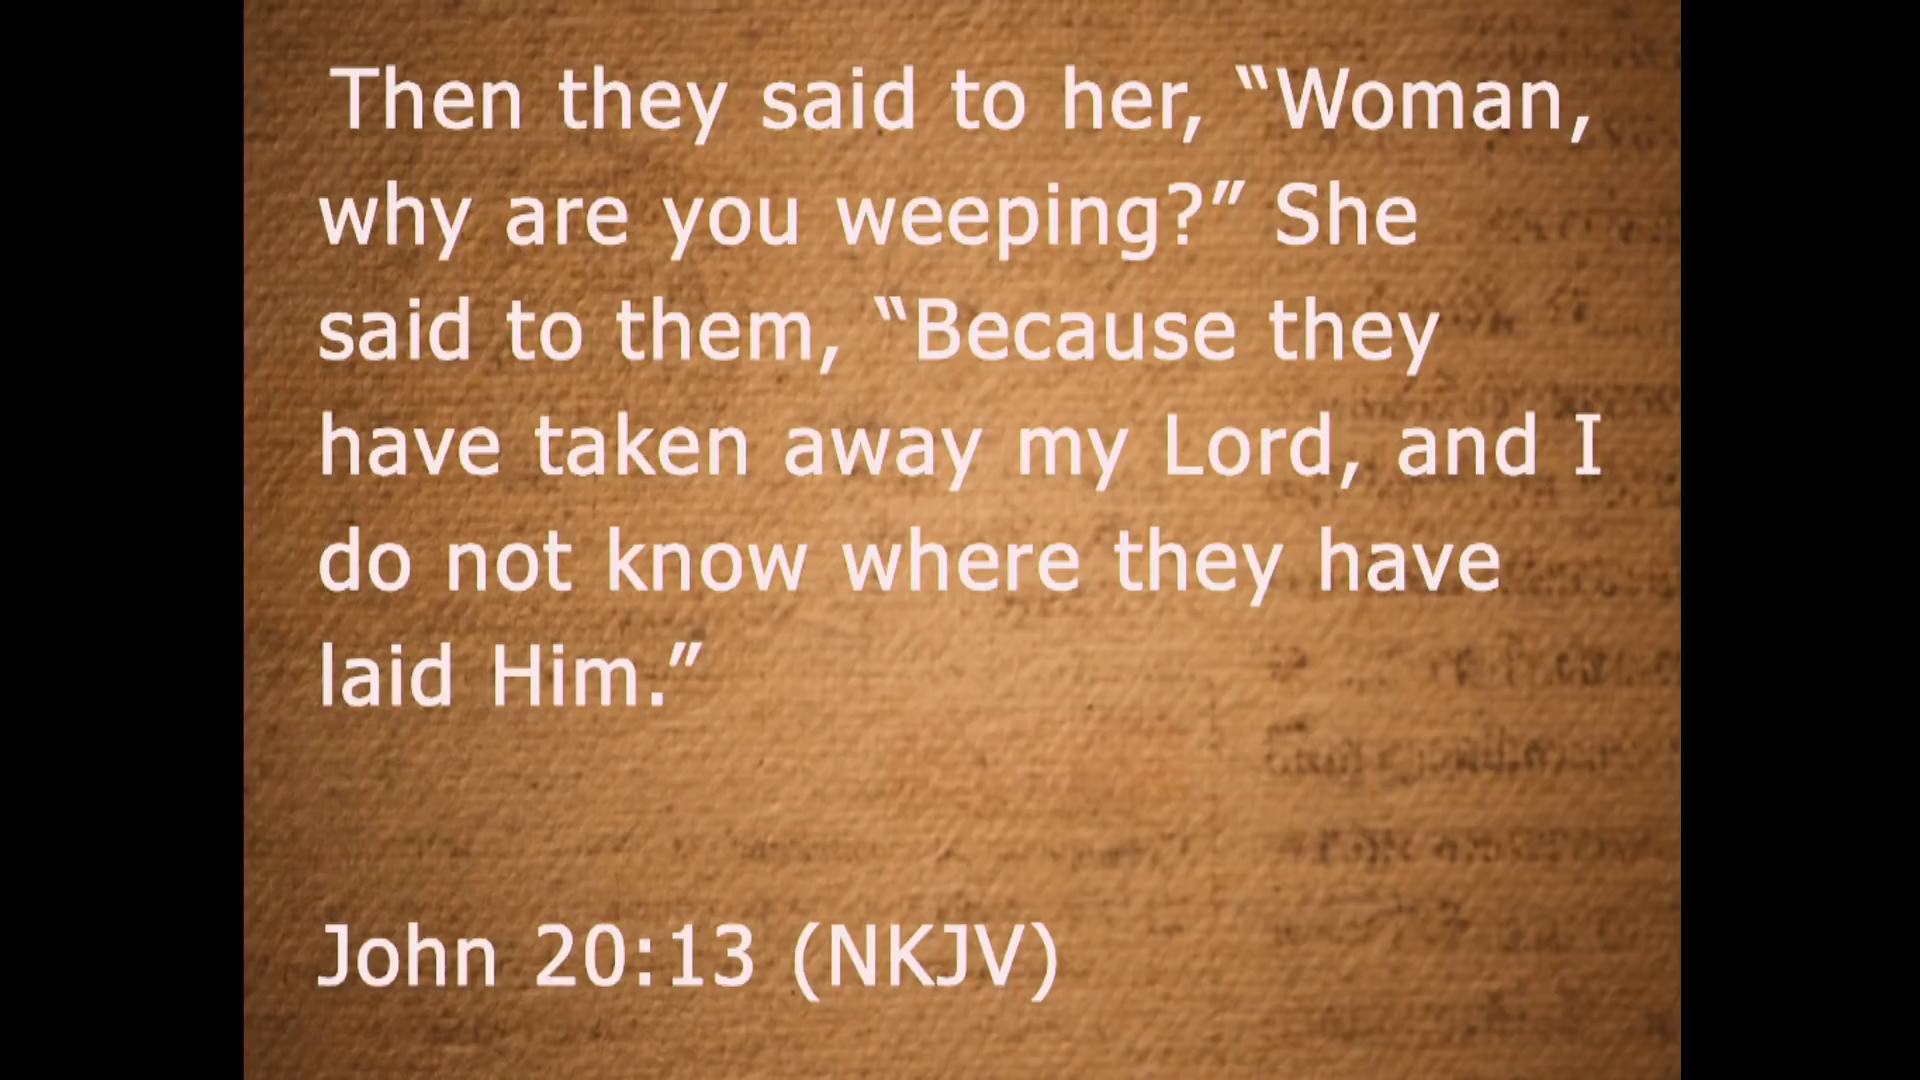 Then they said to her, “Woman,
why are you weeping?” She
said to them, “Because they
have taken away my Lord, and I
do not know where they have
laid Him.”
John 20:13 (NKJV)